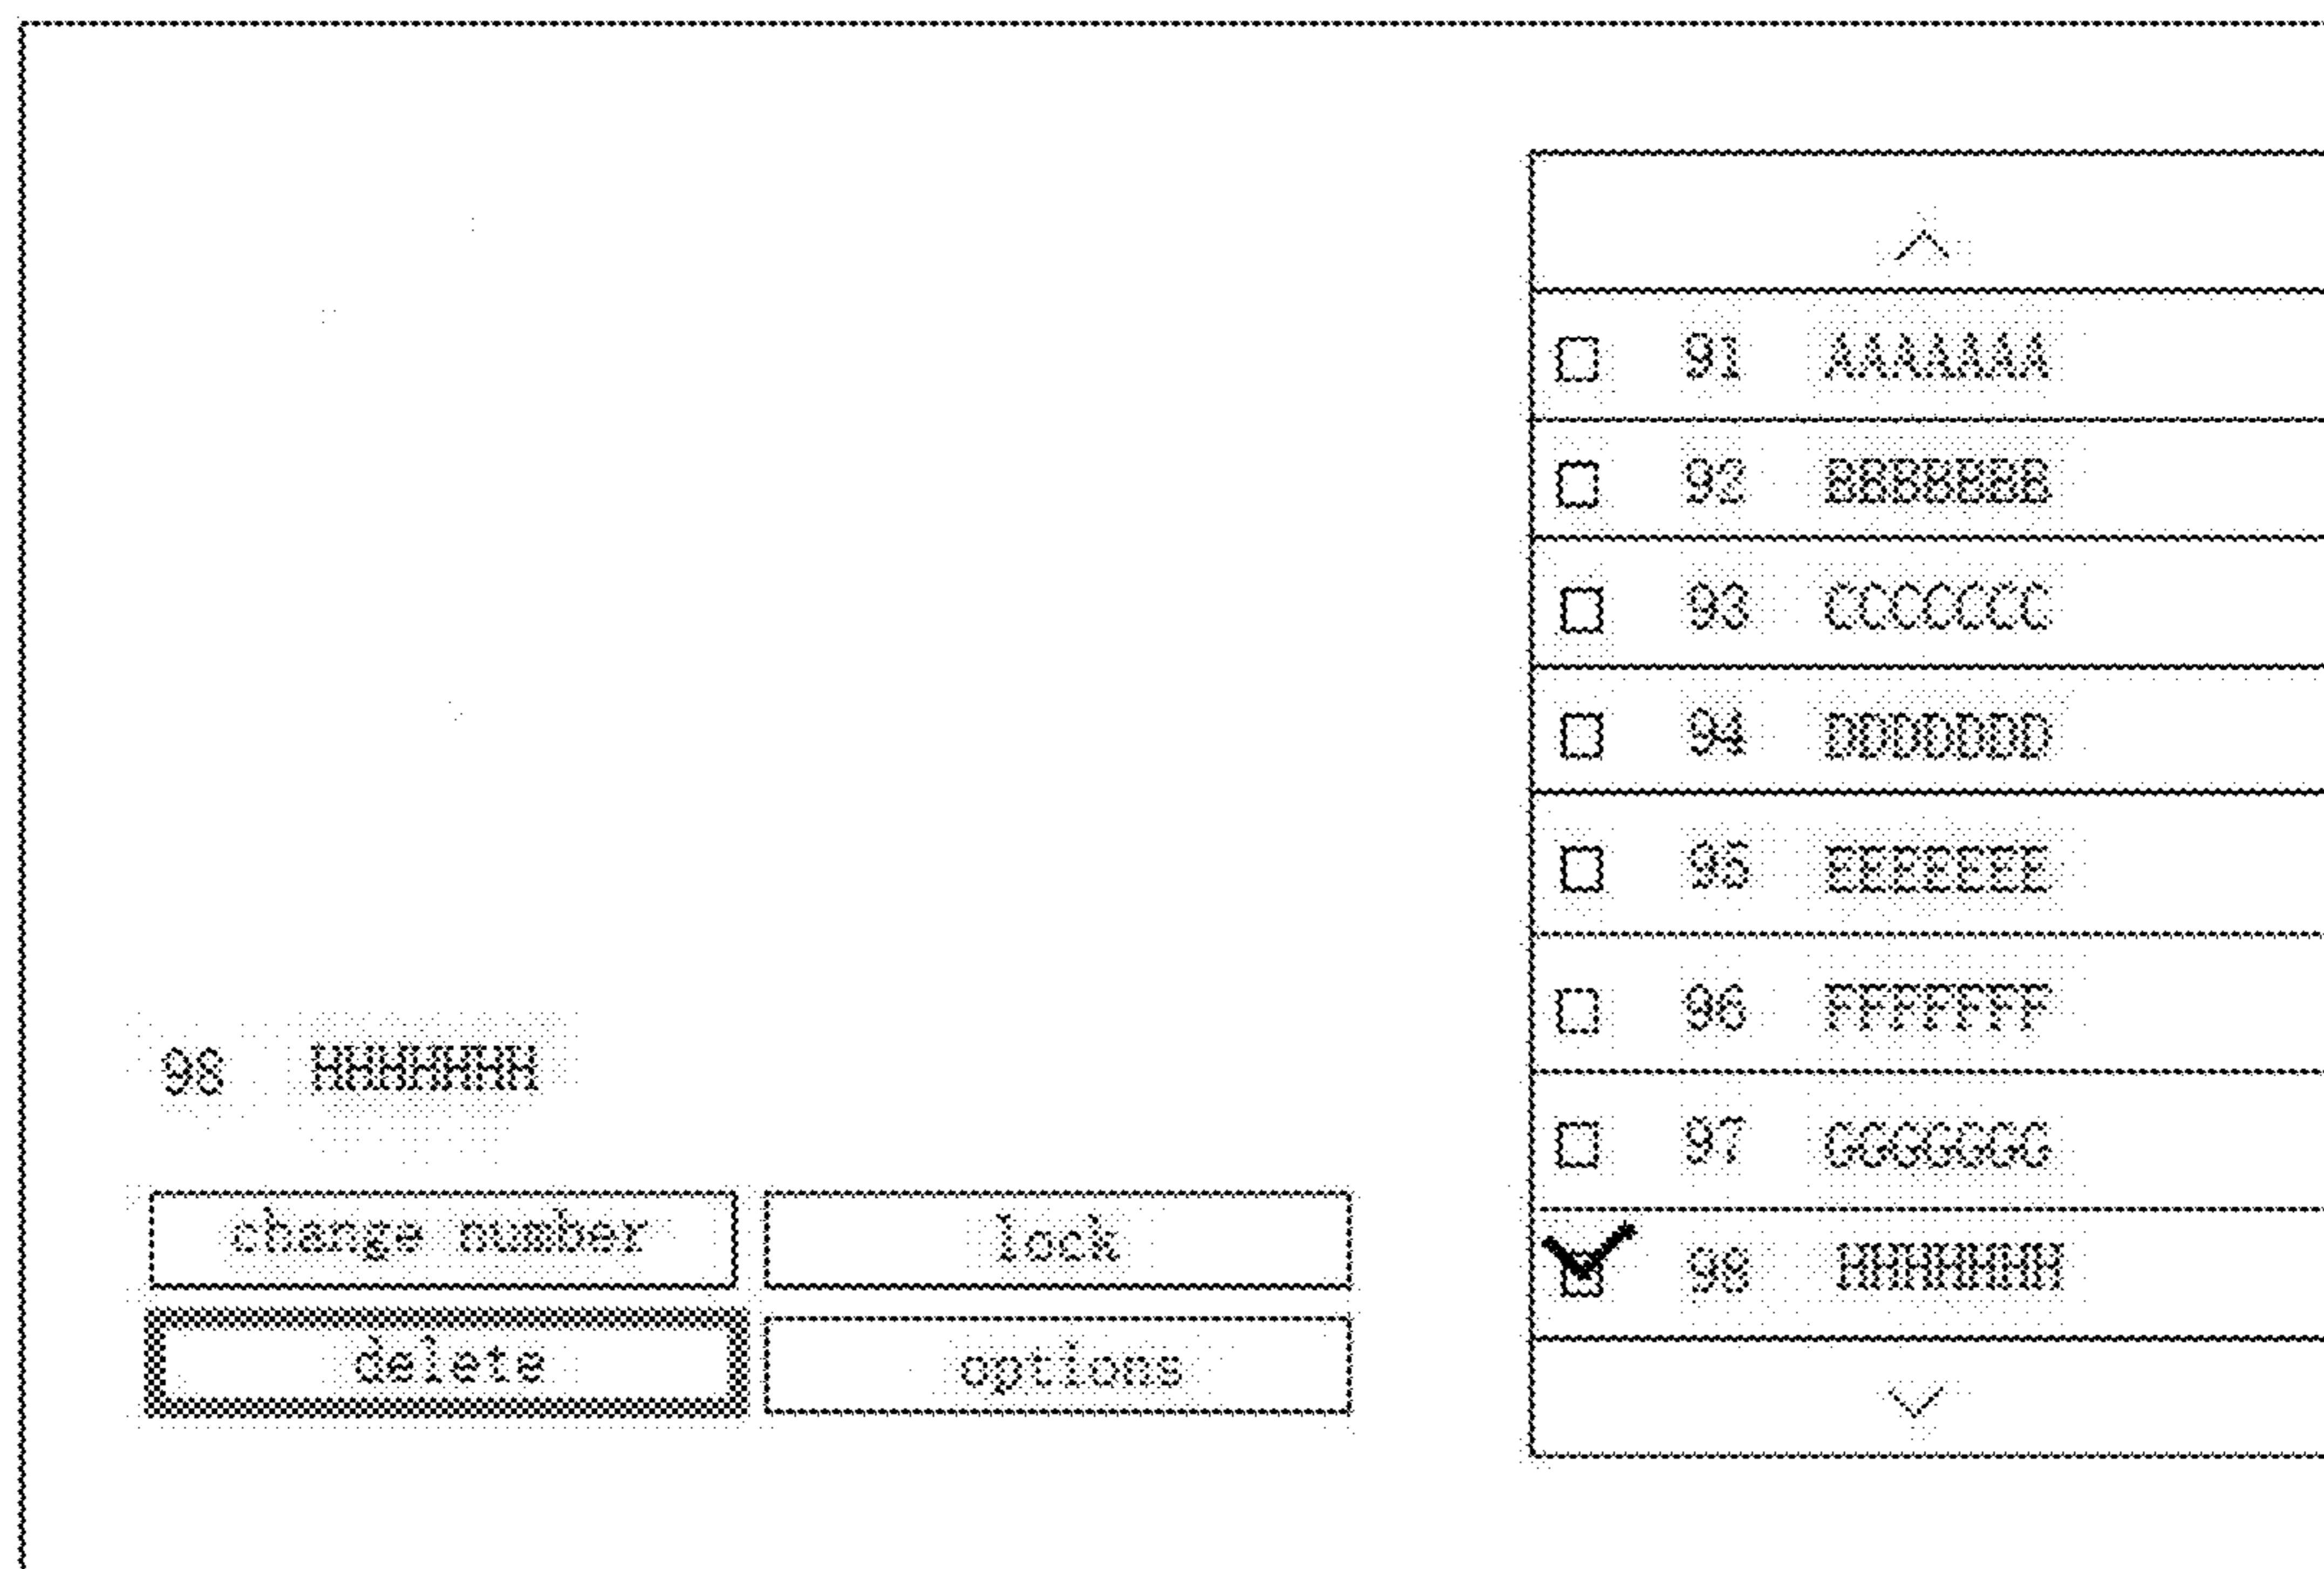 91 AAAAAAA
92 BBBBBBB
93 CCCCCCC
94 DDDDDDD
95 EEEEEEE
96 FFFFFFF
97 GGGGGGG
98 HHHHHHH
98 HHHHHHH
change number
lock
delete
options